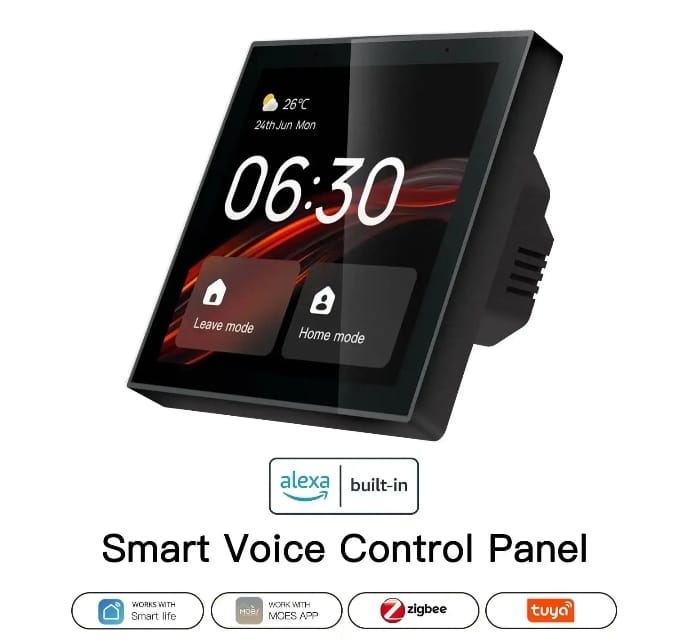 26℃
24th Jun Mon
06:30
Leave mode
Home mode
alexa built-in
Smart Voice Control Panel
WORKS WITH
Smart life
MOES
WORK WITH
MOES APP
zigbee
tuya